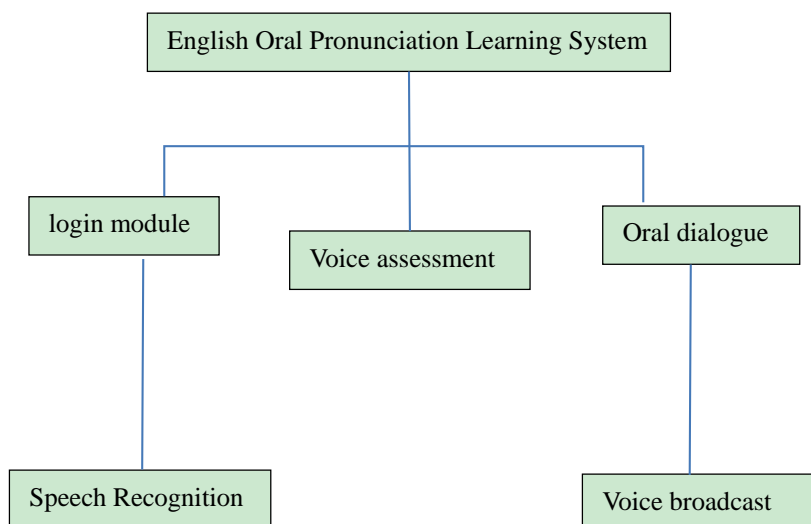 English Oral Pronunciation Learning System
login module
Voice assessment
Oral dialogue
Speech Recognition
Voice broadcast